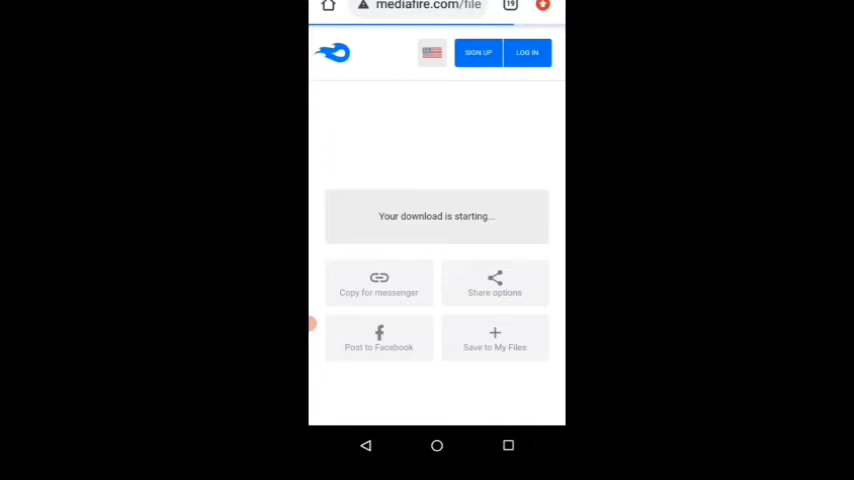 mediafire.com/file
19
SIGN UP
LOG IN
Your download is starting...
Copy for messenger
Share options
Post to Facebook
Save to My Files